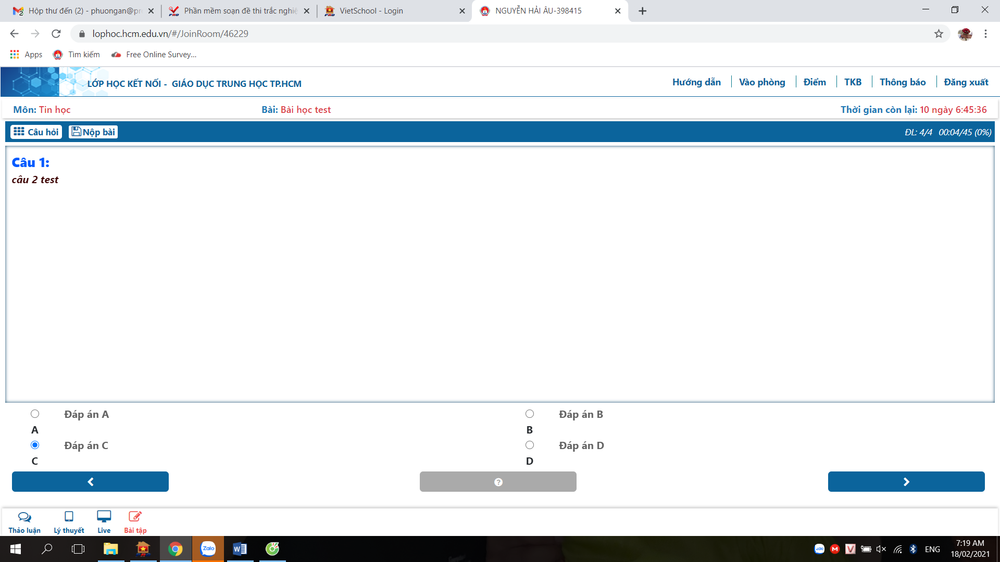 Hộp thư đến (2) - phuongan@pr
Phần mềm soạn đề thi trắc nghiệ
VietSchool - Login
NGUYỄN HẢI ÂU-398415
lophoc.hcm.edu.vn/#/JoinRoom/46229
Apps
Tìm kiếm
Free Online Survey...
LỚP HỌC KẾT NỐI - GIÁO DỤC TRUNG HỌC TP.HCM
Hướng dẫn
Vào phòng
Điểm
TKB
Thông báo
Đăng xuất
Môn: Tin học
Bài: Bài học test
Thời gian còn lại: 10 ngày 6:45:36
Câu hỏi
Nộp bài
ĐL: 4/4 00:04/45 (0%)
Câu 1:
câu 2 test
Đáp án A
A
Đáp án B
B
Đáp án C
C
Đáp án D
D
Thảo luận
Lý thuyết
Live
Bài tập
Zalo
ENG
7:19 AM
18/02/2021